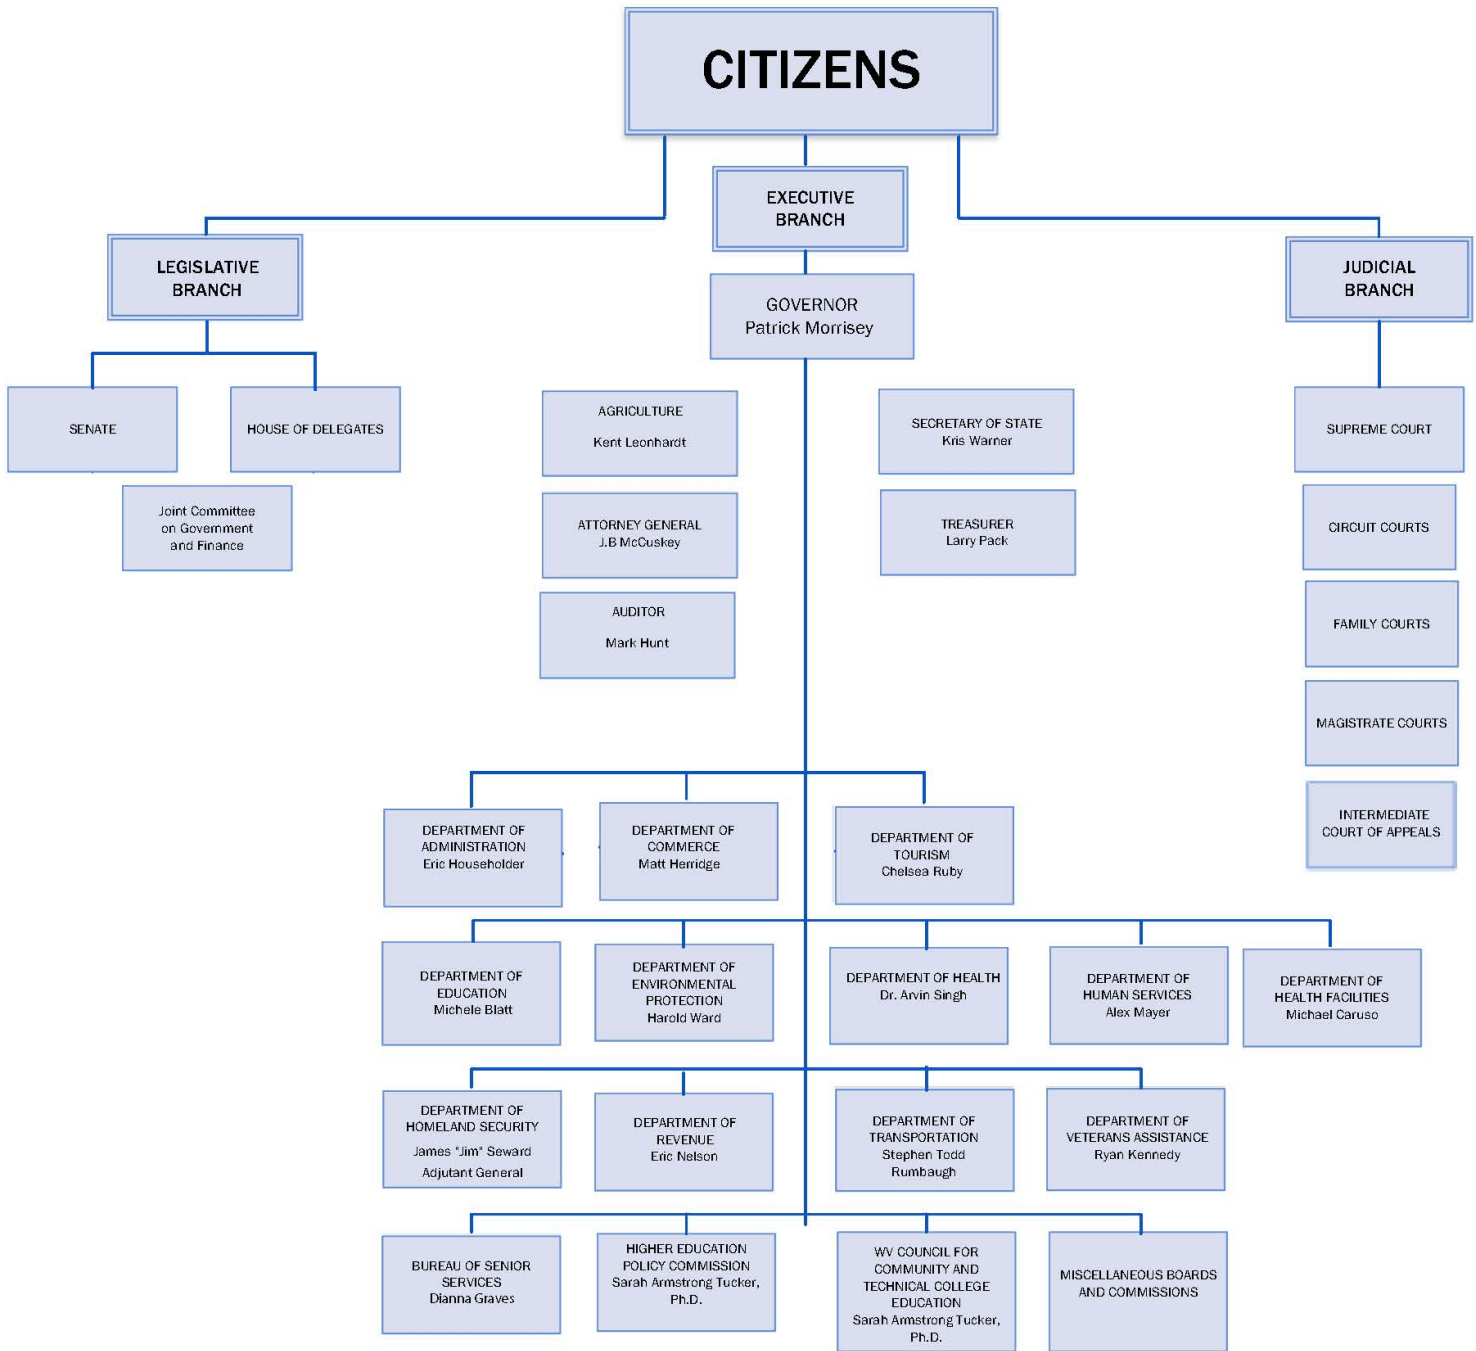 CITIZENS
EXECUTIVE
BRANCH
LEGISLATIVE
BRANCH
JUDICIAL
BRANCH
GOVERNOR
Patrick Morrisey
SENATE
HOUSE OF DELEGATES
Joint Committee
on Government
and Finance
AGRICULTURE
Kent Leonhardt
SECRETARY OF STATE
Kris Warner
ATTORNEY GENERAL
J.B McCuskey
TREASURER
Larry Pack
AUDITOR
Mark Hunt
SUPREME COURT
CIRCUIT COURTS
FAMILY COURTS
MAGISTRATE COURTS
INTERMEDIATE
COURT OF APPEALS
DEPARTMENT OF
ADMINISTRATION
Eric Householder
DEPARTMENT OF
COMMERCE
Matt Herridge
DEPARTMENT OF
TOURISM
Chelsea Ruby
DEPARTMENT OF
EDUCATION
Michele Blatt
DEPARTMENT OF
ENVIRONMENTAL
PROTECTION
Harold Ward
DEPARTMENT OF HEALTH
Dr. Arvin Singh
DEPARTMENT OF
HUMAN SERVICES
Alex Mayer
DEPARTMENT OF
HEALTH FACILITIES
Michael Caruso
DEPARTMENT OF
HOMELAND SECURITY
James "Jim" Seward
Adjutant General
DEPARTMENT OF
REVENUE
Eric Nelson
DEPARTMENT OF
TRANSPORTATION
Stephen Todd
Rumbaugh
DEPARTMENT OF
VETERANS ASSISTANCE
Ryan Kennedy
BUREAU OF SENIOR
SERVICES
Dianna Graves
HIGHER EDUCATION
POLICY COMMISSION
Sarah Armstrong Tucker,
Ph.D.
WV COUNCIL FOR
COMMUNITY AND
TECHNICAL COLLEGE
EDUCATION
Sarah Armstrong Tucker,
Ph.D.
MISCELLANEOUS BOARDS
AND COMMISSIONS